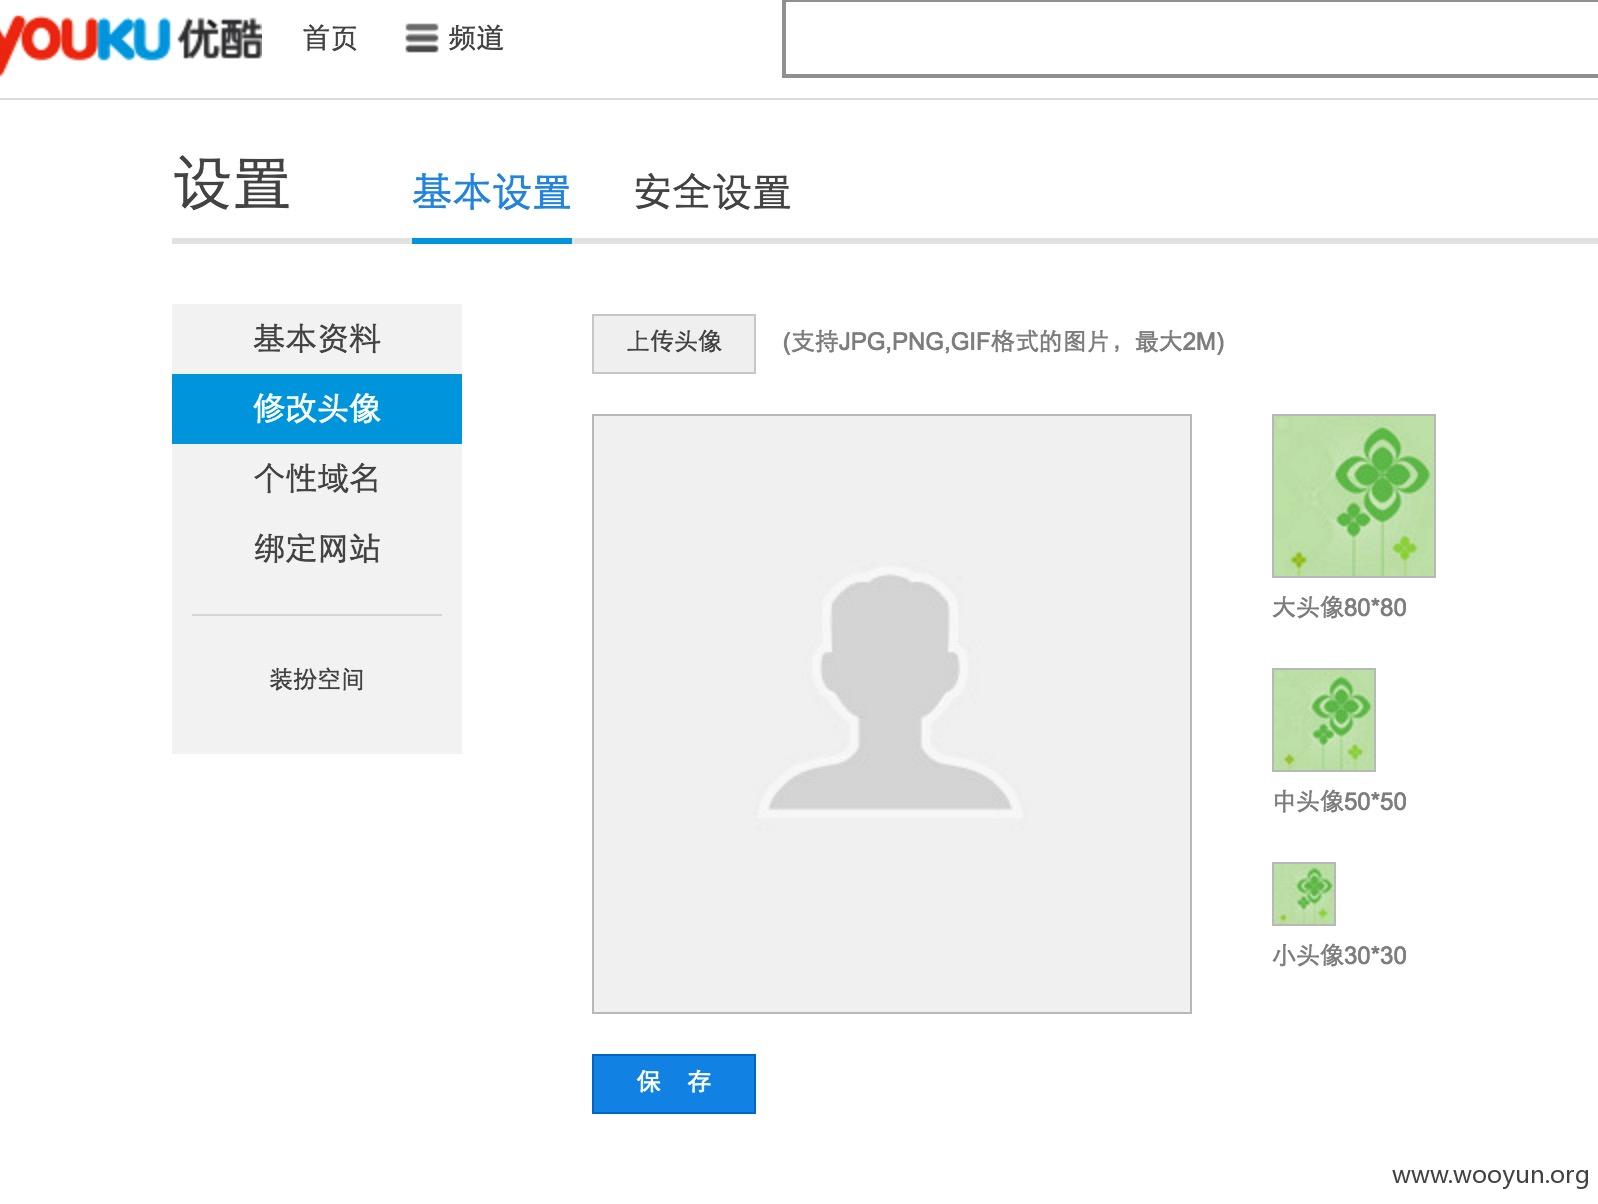 YOUKU 优酷 首页 频道
设置 基本设置 安全设置
基本资料
修改头像
个性域名
绑定网站
装扮空间
上传头像 (支持JPG,PNG,GIF格式的图片，最大2M)
大头像80*80
中头像50*50
小头像30*30
保 存
www.wooyun.org